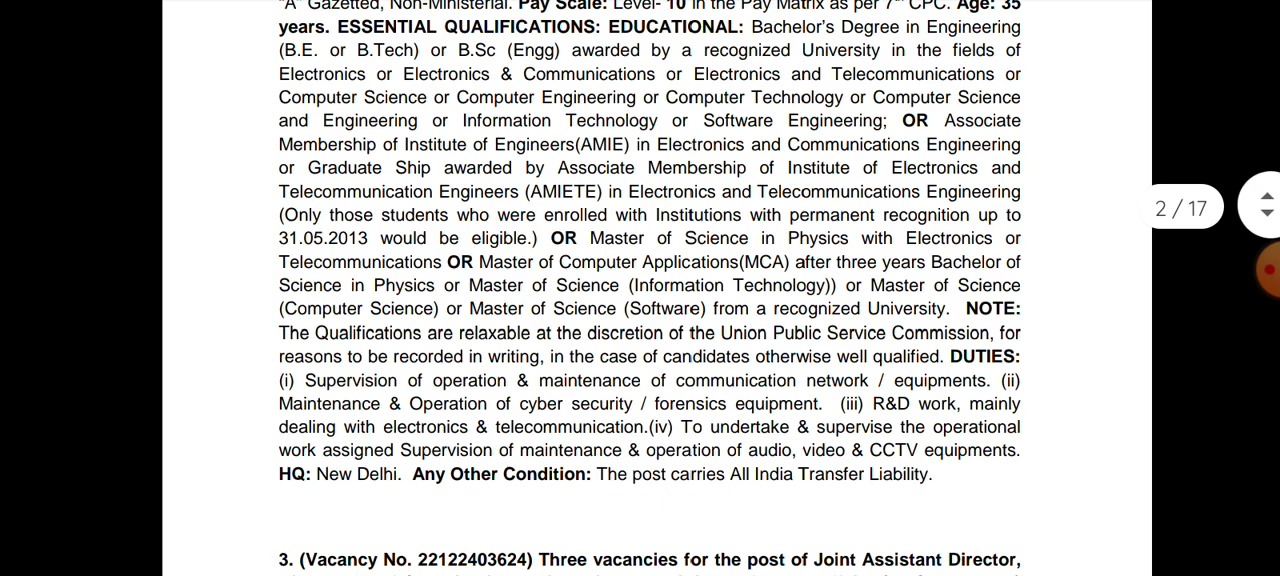 "A" Gazetted, Non-Ministerial. Pay Scale: Level- 10 in the Pay Matrix as per 7th CPC. Age: 35
years. ESSENTIAL QUALIFICATIONS: EDUCATIONAL: Bachelor's Degree in Engineering
(B.E. or B.Tech) or B.Sc (Engg) awarded by a recognized University in the fields of
Electronics or Electronics & Communications or Electronics and Telecommunications or
Computer Science or Computer Engineering or Computer Technology or Computer Science
and Engineering or Information Technology or Software Engineering; OR Associate
Membership of Institute of Engineers(AMIE) in Electronics and Communications Engineering
or Graduate Ship awarded by Associate Membership of Institute of Electronics and
Telecommunication Engineers (AMIETE) in Electronics and Telecommunications Engineering
(Only those students who were enrolled with Institutions with permanent recognition up to
31.05.2013 would be eligible.) OR Master of Science in Physics with Electronics or
Telecommunications OR Master of Computer Applications(MCA) after three years Bachelor of
Science in Physics or Master of Science (Information Technology)) or Master of Science
(Computer Science) or Master of Science (Software) from a recognized University. NOTE:
The Qualifications are relaxable at the discretion of the Union Public Service Commission, for
reasons to be recorded in writing, in the case of candidates otherwise well qualified. DUTIES:
(i) Supervision of operation & maintenance of communication network / equipments. (ii)
Maintenance & Operation of cyber security / forensics equipment. (iii) R&D work, mainly
dealing with electronics & telecommunication.(iv) To undertake & supervise the operational
work assigned Supervision of maintenance & operation of audio, video & CCTV equipments.
HQ: New Delhi. Any Other Condition: The post carries All India Transfer Liability.
2 / 17
3. (Vacancy No. 22122403624) Three vacancies for the post of Joint Assistant Director,